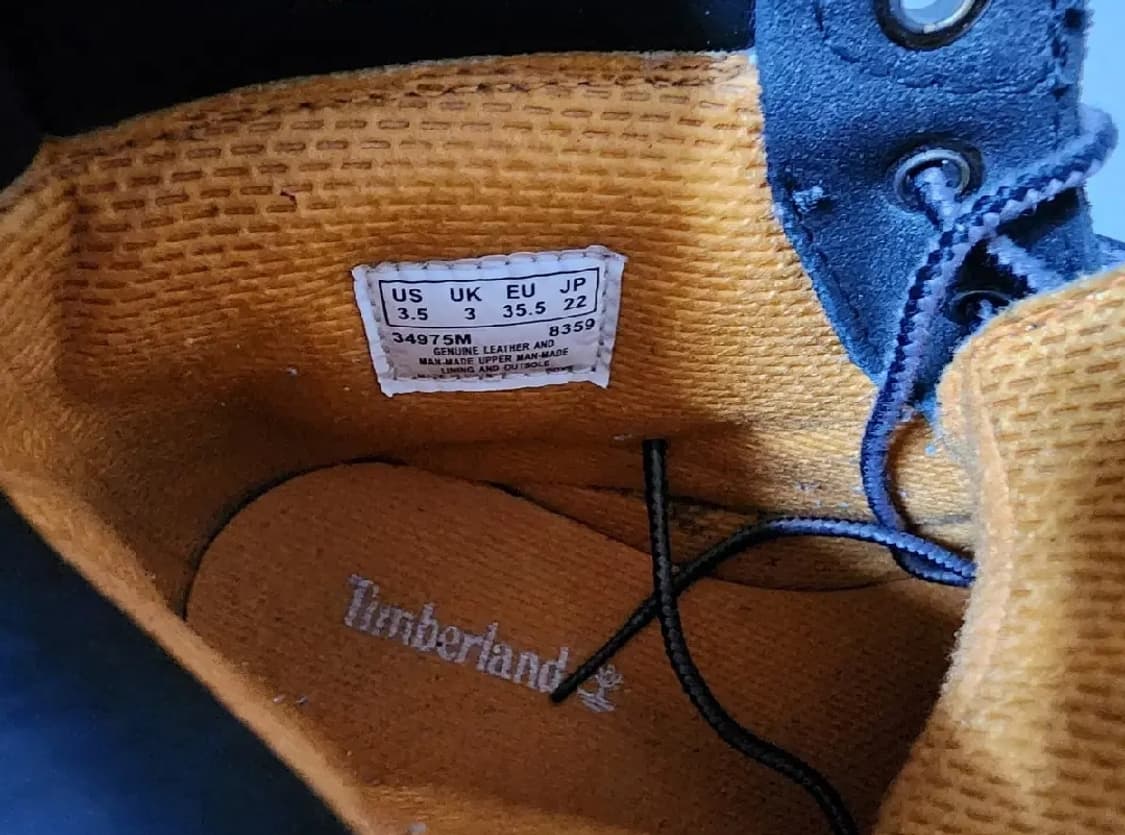 US UK EU JP
3.5 3 35.5 22
34975M 8359
GENUINE LEATHER AND
MAN-MADE UPPER MAN-MADE
LINING AND OUTSOLE
Timberland